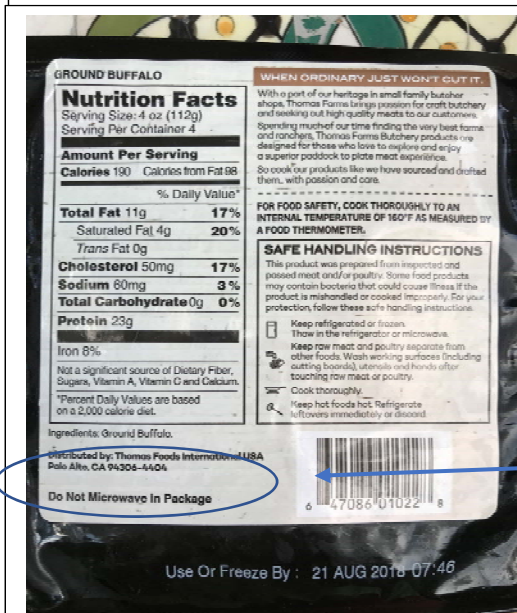 GROUND BUFFALO
Nutrition Facts
Serving Size: 4 oz (112g)
Serving Per Container 4
Amount Per Serving
Calories 190 Calories from Fat 98
% Daily Value*
Total Fat 11g 17%
Saturated Fat 4g 20%
Trans Fat 0g
Cholesterol 50mg 17%
Sodium 60mg 3%
Total Carbohydrate 0g 0%
Protein 23g
Iron 8%
Not a significant source of Dietary Fiber,
Sugars, Vitamin A, Vitamin C and Calcium.
*Percent Daily Values are based
on a 2,000 calorie diet.
Ingredients: Ground Buffalo.
Distributed by: Thomas Foods International USA
Palo Alto, CA 94306-4404
Do Not Microwave In Package
WHEN ORDINARY JUST WON'T CUT IT.
With a part of our heritage in small family butcher
shops, Thomas Farms brings passion for craft butchery
and seeking out high quality meats to our customers.
Spending much of our time finding the very best farms
and ranchers, Thomas Farms Butchery products are
designed for those who love to explore and enjoy
a superior paddock to plate meat experience.
So cook our products like we have sourced and crafted
them, with passion and care.
FOR FOOD SAFETY, COOK THOROUGHLY TO AN
INTERNAL TEMPERATURE OF 160°F AS MEASURED BY
A FOOD THERMOMETER.
SAFE HANDLING INSTRUCTIONS
This product was prepared from inspected and
passed meat and/or poultry. Some food products
may contain bacteria that could cause illness if the
product is mishandled or cooked improperly. For your
protection, follow these safe handling instructions.
Keep refrigerated or frozen.
Thaw in the refrigerator or microwave.
Keep raw meat and poultry separate from
other foods. Wash working surfaces (including
cutting boards), utensils and hands after
touching raw meat or poultry.
Cook thoroughly.
Keep hot foods hot. Refrigerate
leftovers immediately or discard.
6 47086 01022 8
Use Or Freeze By : 21 AUG 2018 07:46